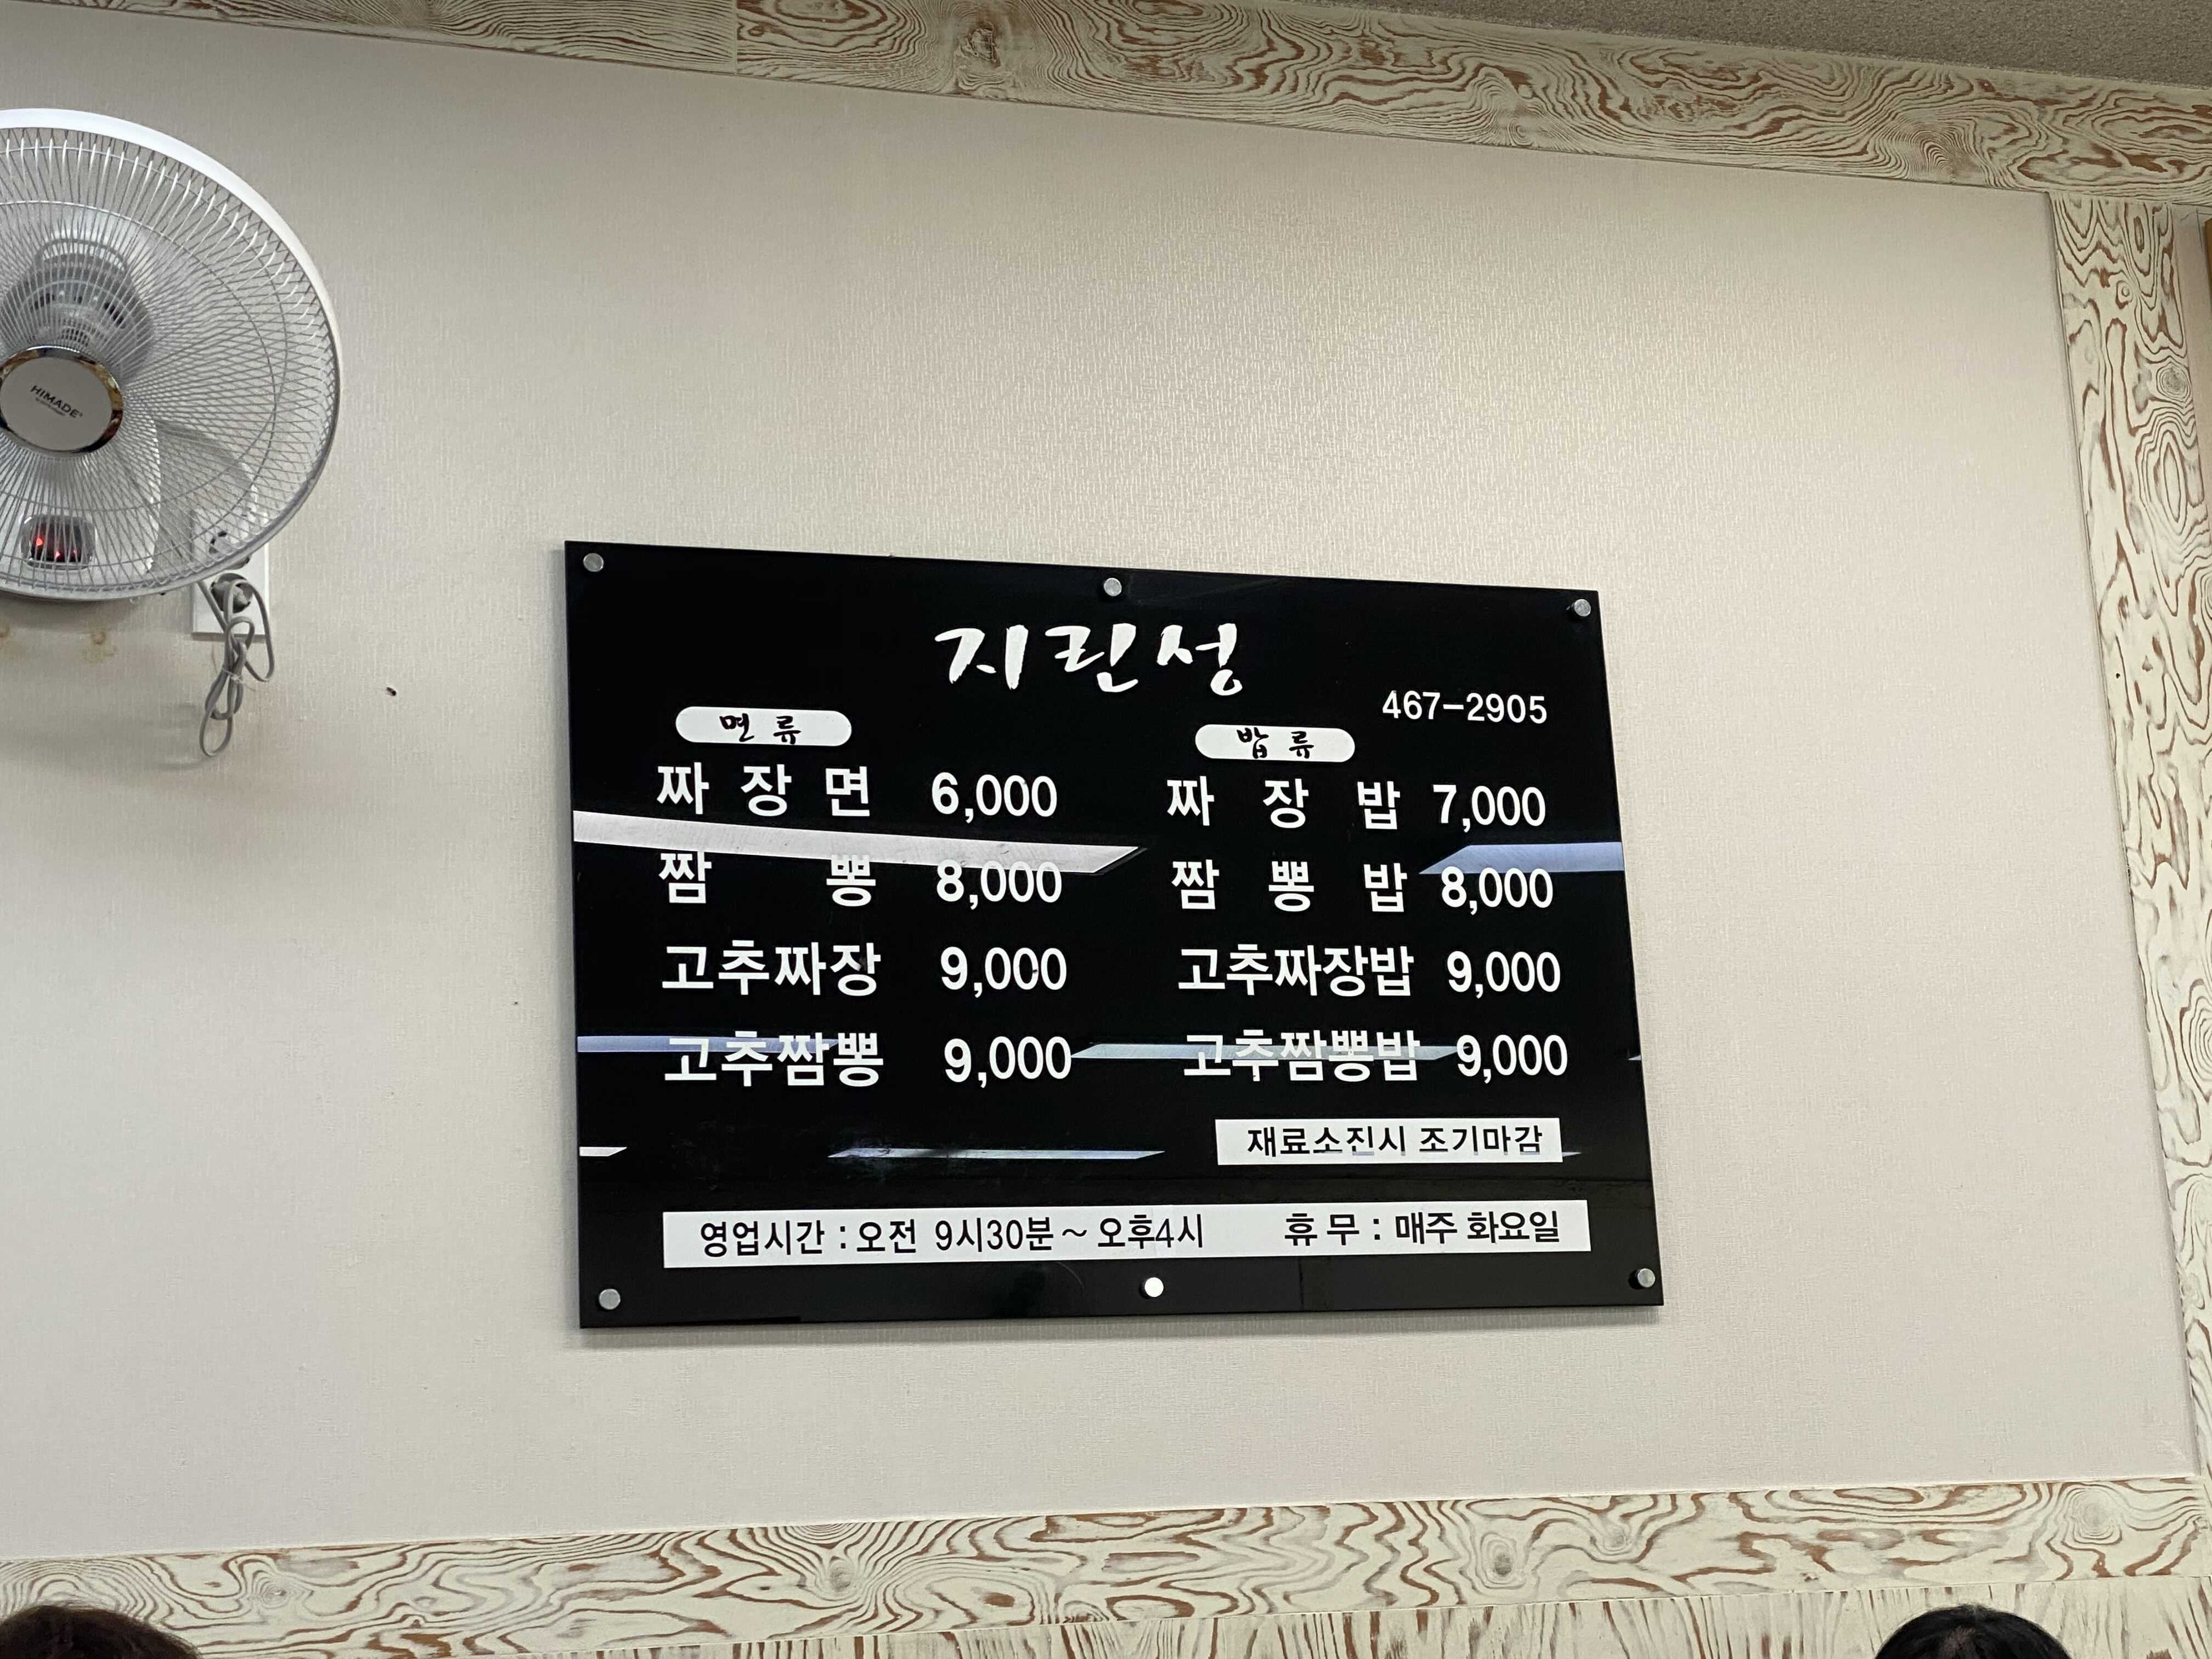 HIMADE
지린성
467-2905
면류
짜장면 6,000
짬뽕 8,000
고추짜장 9,000
고추짬뽕 9,000
밥류
짜장밥 7,000
짬뽕밥 8,000
고추짜장밥 9,000
고추짬뽕밥 9,000
재료소진시 조기마감
영업시간 : 오전 9시30분~오후4시 휴무 : 매주 화요일